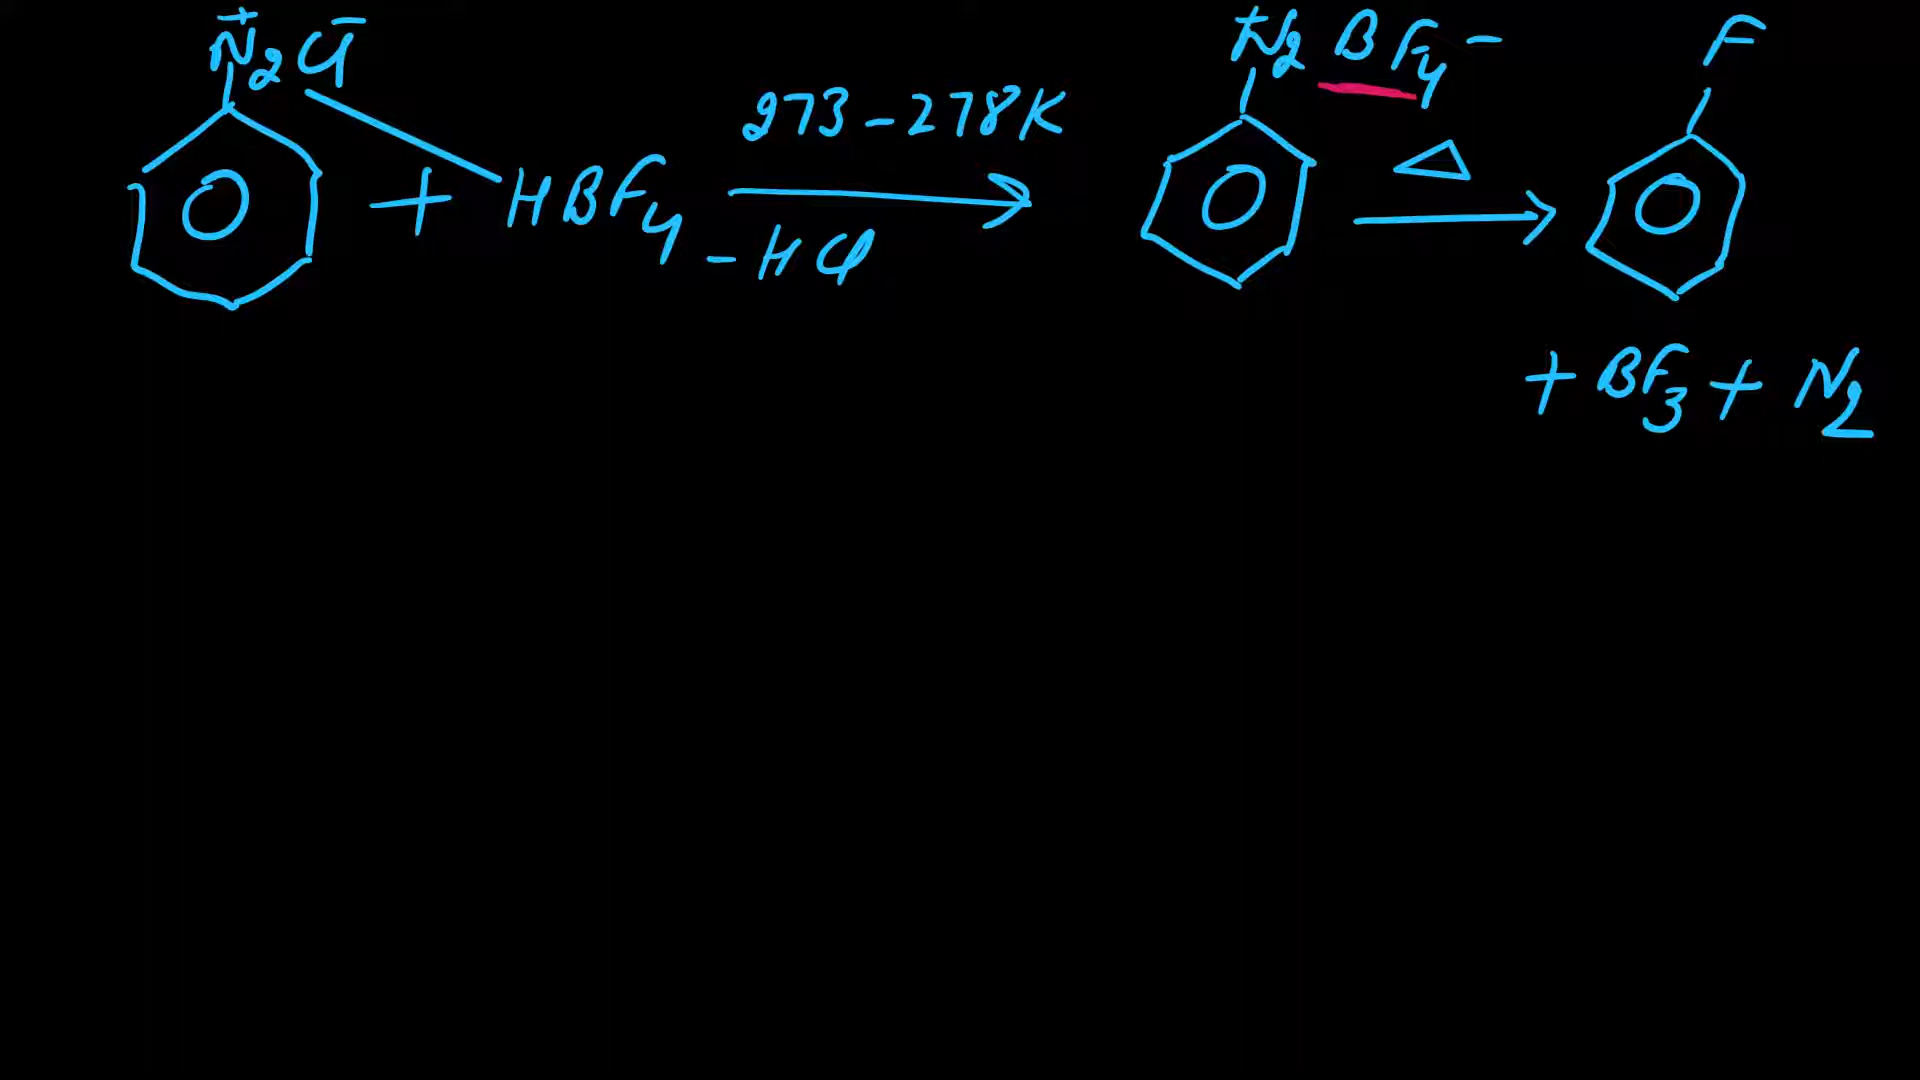 N₂⁺ Cl⁻
+ HBF₄
273-278K
-HCl
N₂⁺ BF₄⁻
Δ
F
+ BF₃ + N₂